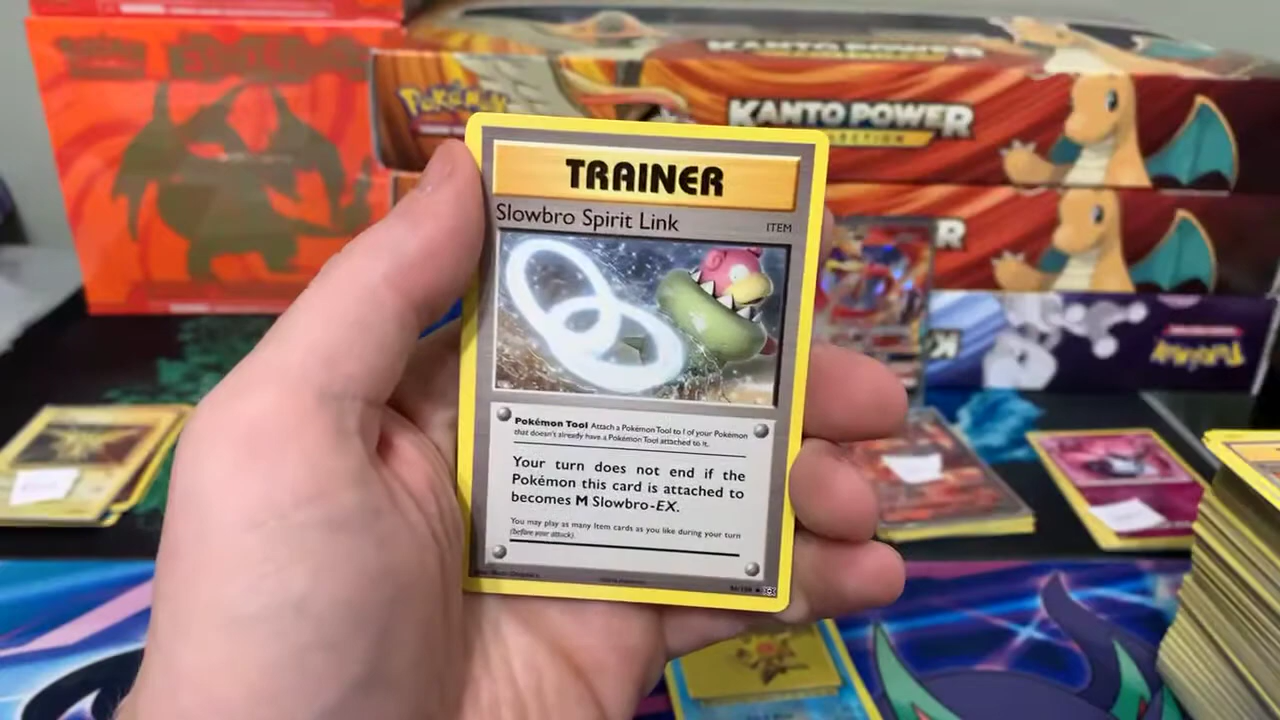 KANTO POWER
Pokémon
KANTO POWER
TRAINER
Slowbro Spirit Link
ITEM
R
Pokémon Tool Attach a Pokémon Tool to 1 of your Pokémon
that doesn't already have a Pokémon Tool attached to it.
Your turn does not end if the
Pokémon this card is attached to
becomes M Slowbro-EX.
You may play as many Item cards as you like during your turn
(before your attack).
K
POKÉMON